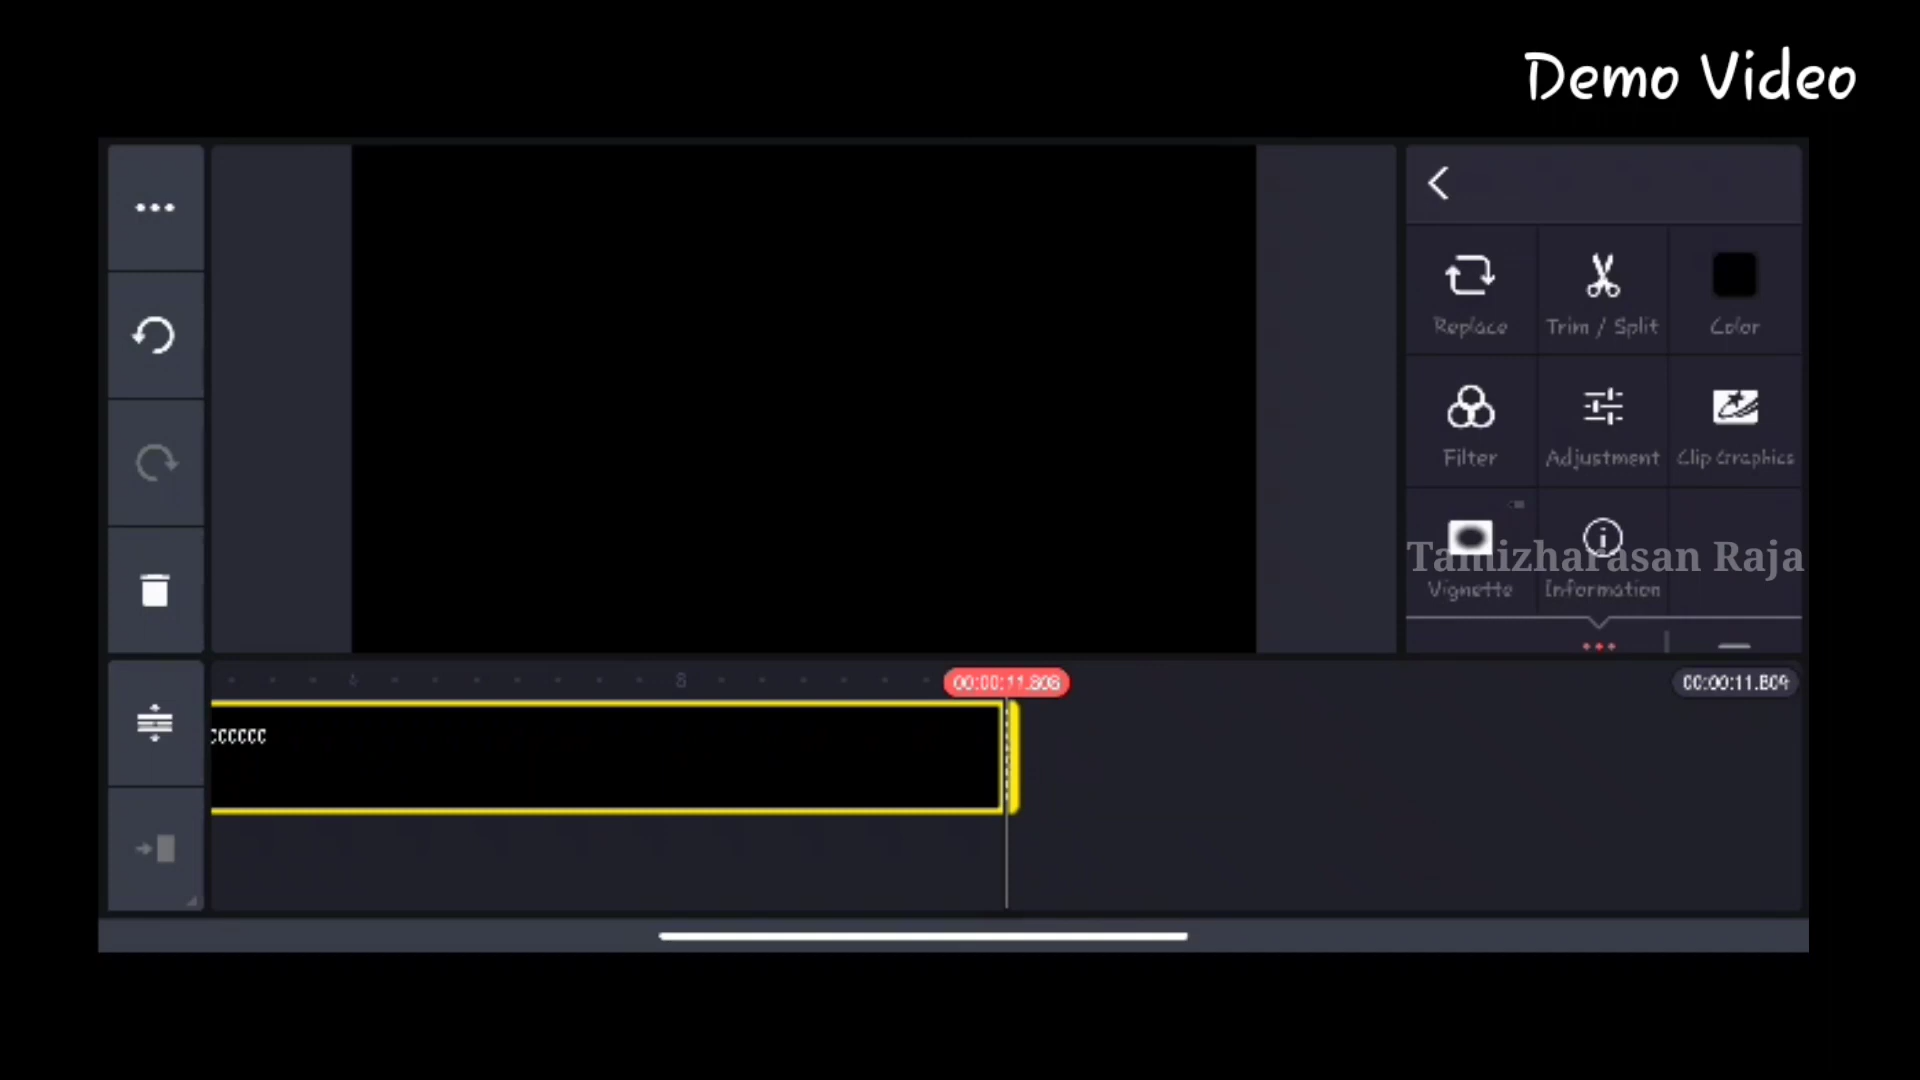 Demo Video
Replace
Trim / Split
Color
Filter
Adjustment
Clip Graphics
Tamizharasan Raja
Vignette
Information
8
00:00:11.808
00:00:11.809